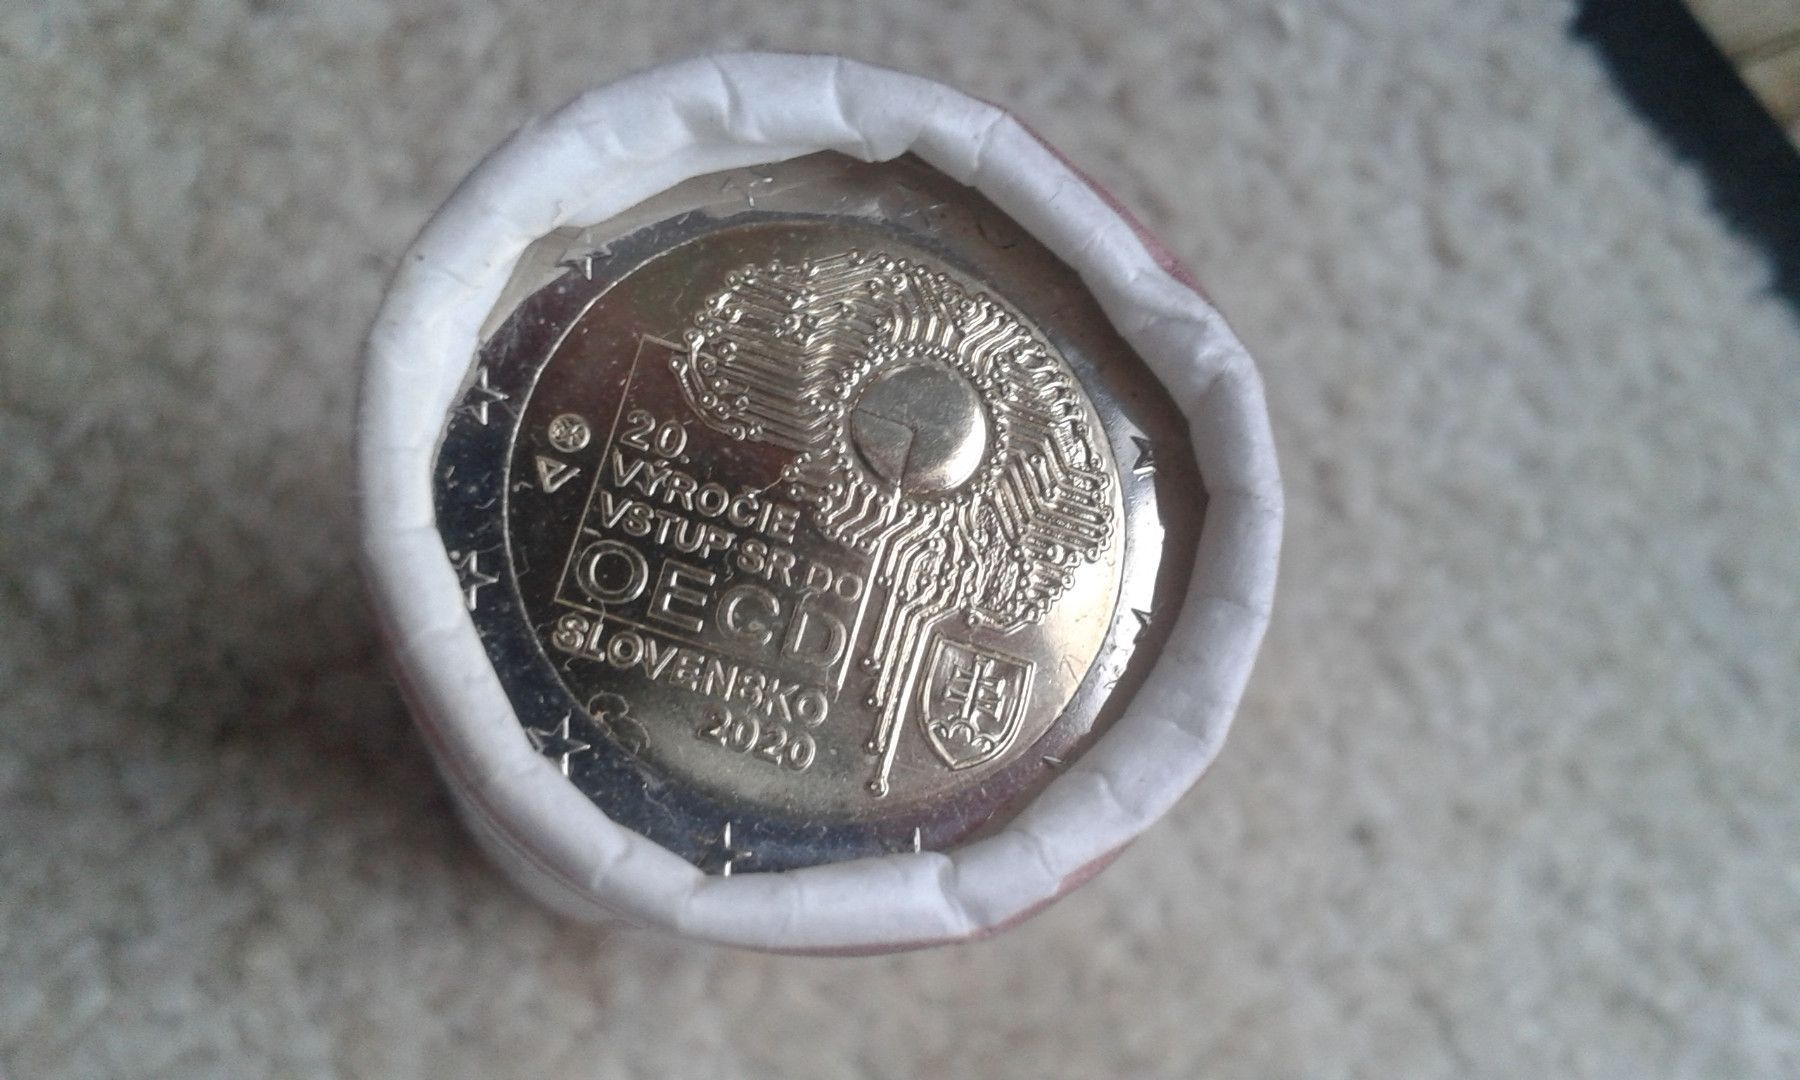 20.
VÝROČIE
VSTUP SR DO
OECD
SLOVENSKO
2020